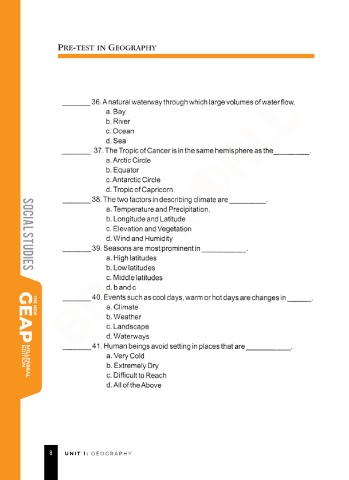 PRE-TEST IN GEOGRAPHY
_______ 36. A natural waterway through which large volumes of water flow.
a. Bay
b. River
c. Ocean
d. Sea
_______ 37. The Tropic of Cancer is in the same hemisphere as the_________.
a. Arctic Circle
b. Equator
c. Antarctic Circle
d. Tropic of Capricorn
_______ 38. The two factors in describing climate are _________.
a. Temperature and Precipitation.
b. Longitude and Latitude
c. Elevation and Vegetation
d. Wind and Humidity
_______ 39. Seasons are most prominent in ___________.
a. High latitudes
b. Low latitudes
c. Middle latitudes
d. b and c
_______ 40. Events such as cool days, warm or hot days are changes in ______.
a. Climate
b. Weather
c. Landscape
d. Waterways
_______ 41. Human beings avoid setting in places that are ___________.
a. Very Cold
b. Extremely Dry
c. Difficult to Reach
d. All of the Above
SOCIAL STUDIES
THE NEW
GEAP
MILLENNIAL
EDITION
8 UNIT 1: GEOGRAPHY